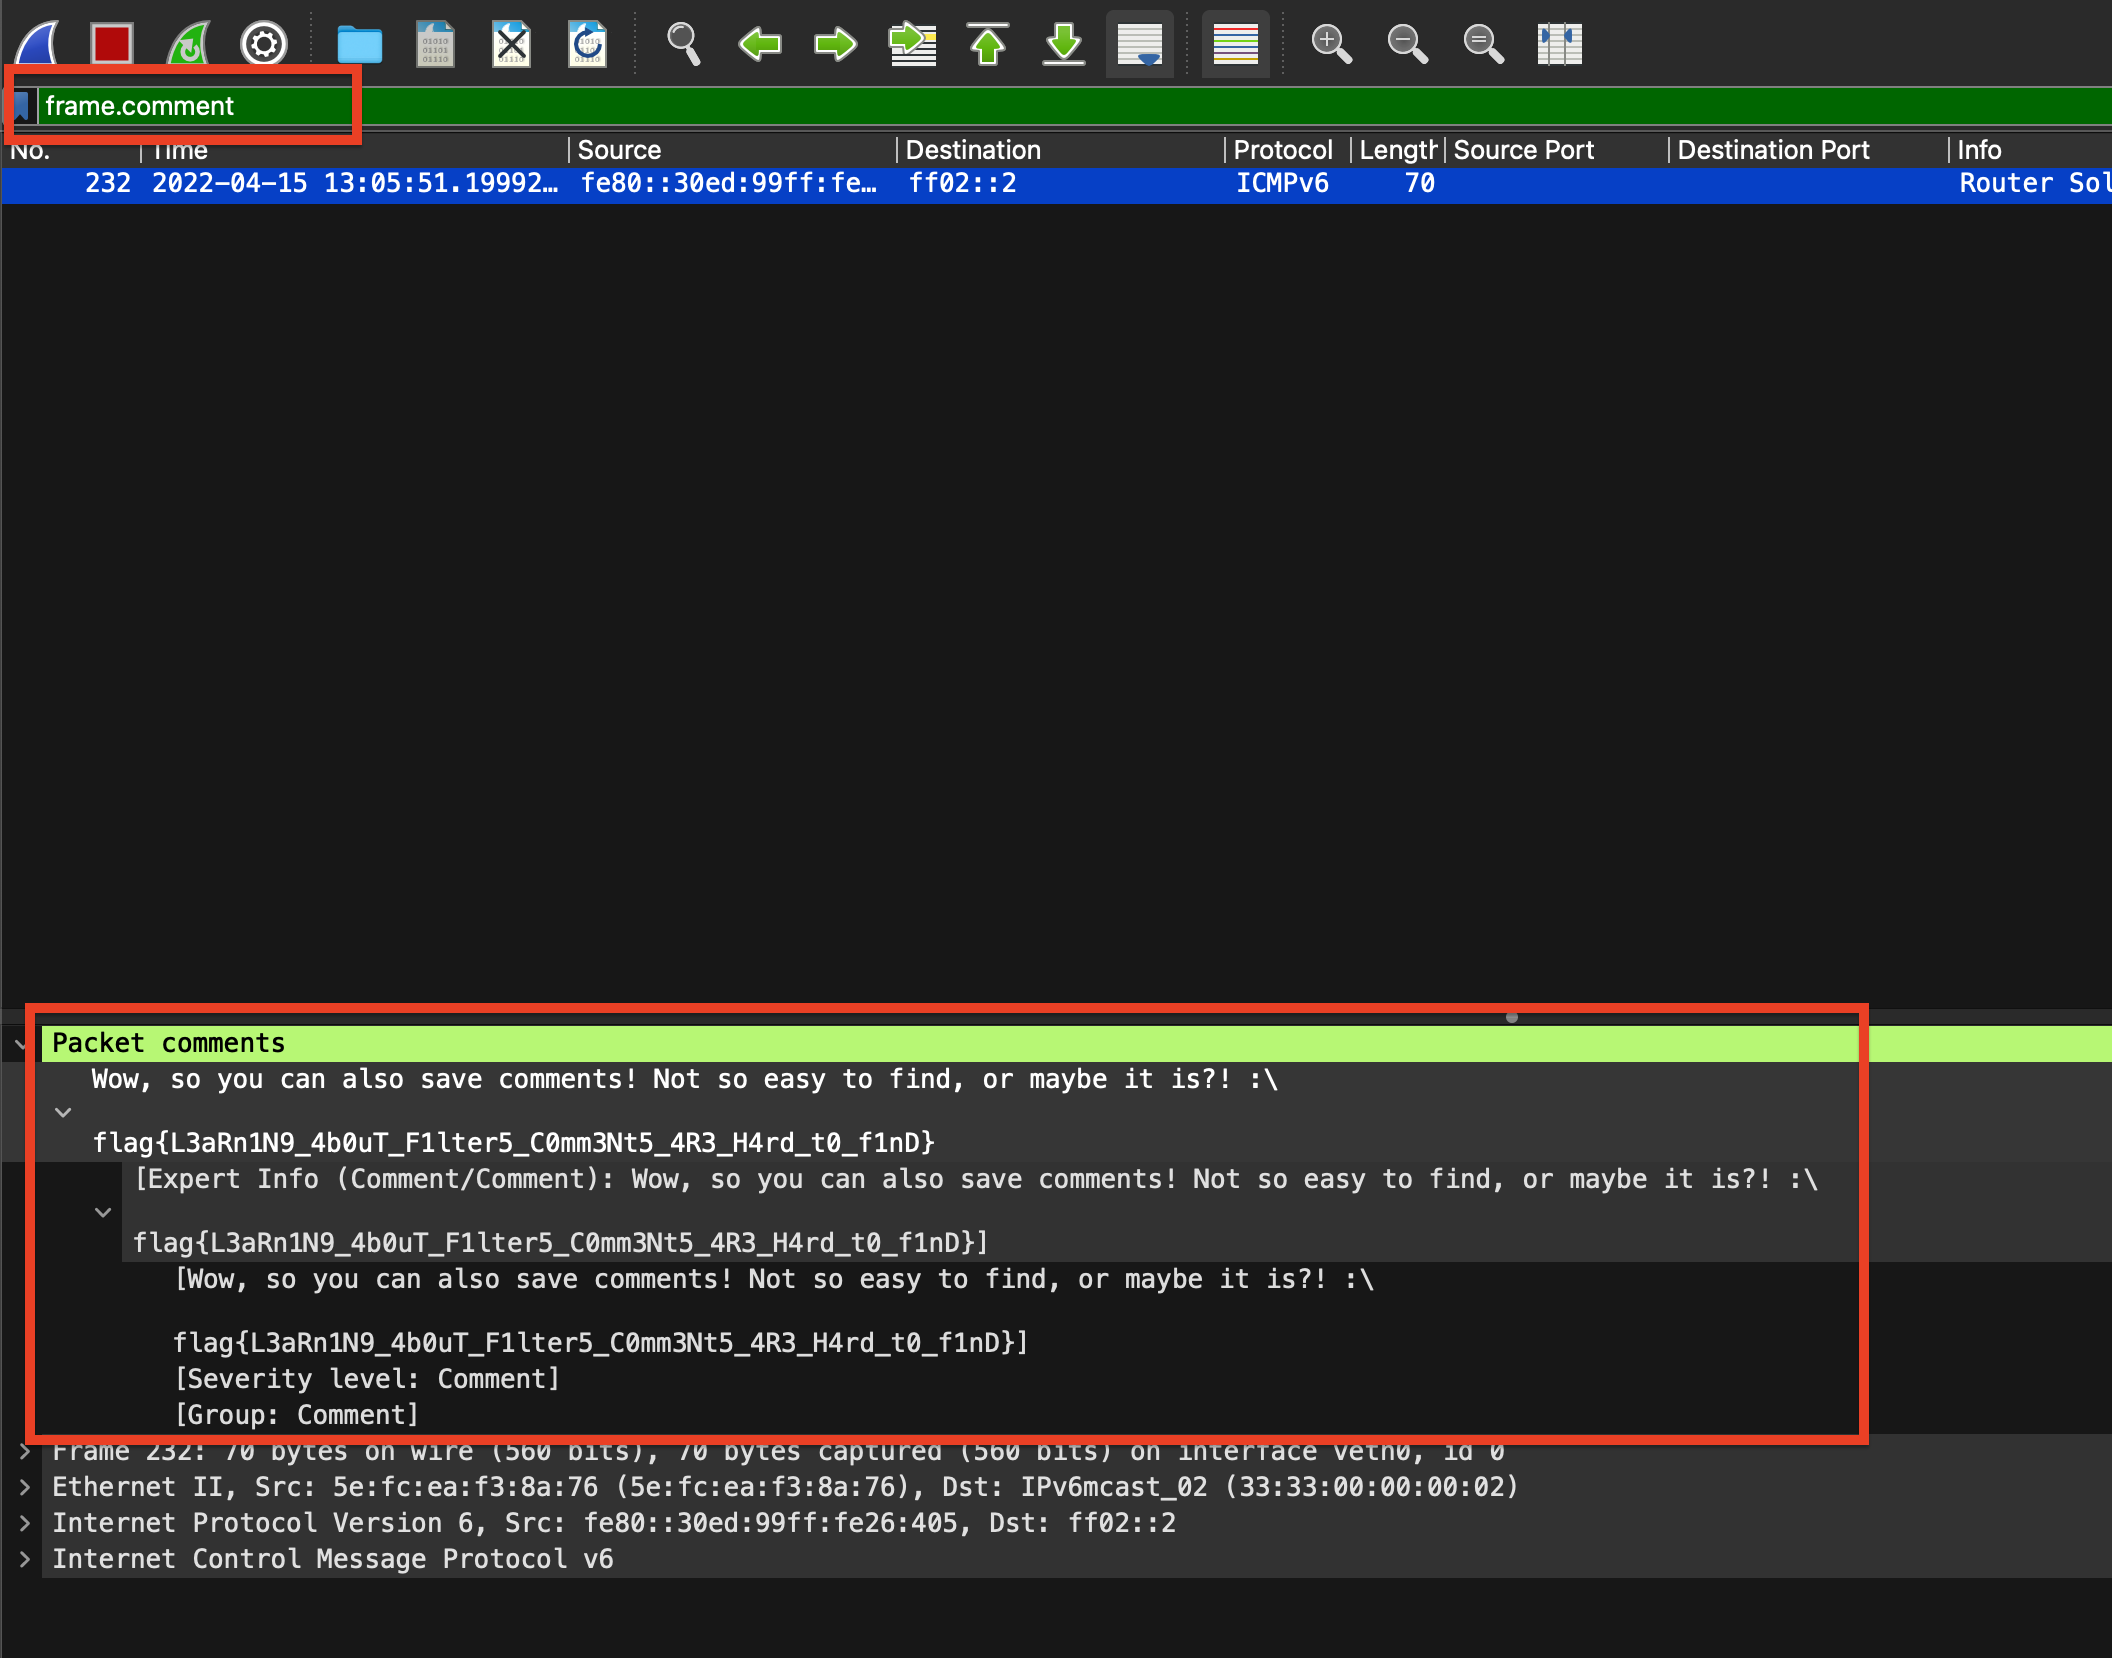 frame.comment
No. Time Source Destination Protocol Length Source Port Destination Port Info
232 2022-04-15 13:05:51.19992… fe80::30ed:99ff:fe… ff02::2 ICMPv6 70 Router Sol
Packet comments
Wow, so you can also save comments! Not so easy to find, or maybe it is?! :\
flag{L3aRn1N9_4b0uT_F1lter5_C0mm3Nt5_4R3_H4rd_t0_f1nD}
[Expert Info (Comment/Comment): Wow, so you can also save comments! Not so easy to find, or maybe it is?! :\
flag{L3aRn1N9_4b0uT_F1lter5_C0mm3Nt5_4R3_H4rd_t0_f1nD}]
[Wow, so you can also save comments! Not so easy to find, or maybe it is?! :\
flag{L3aRn1N9_4b0uT_F1lter5_C0mm3Nt5_4R3_H4rd_t0_f1nD}]
[Severity level: Comment]
[Group: Comment]
Frame 232: 70 bytes on wire (560 bits), 70 bytes captured (560 bits) on interface veth0, id 0
Ethernet II, Src: 5e:fc:ea:f3:8a:76 (5e:fc:ea:f3:8a:76), Dst: IPv6mcast_02 (33:33:00:00:00:02)
Internet Protocol Version 6, Src: fe80::30ed:99ff:fe26:405, Dst: ff02::2
Internet Control Message Protocol v6